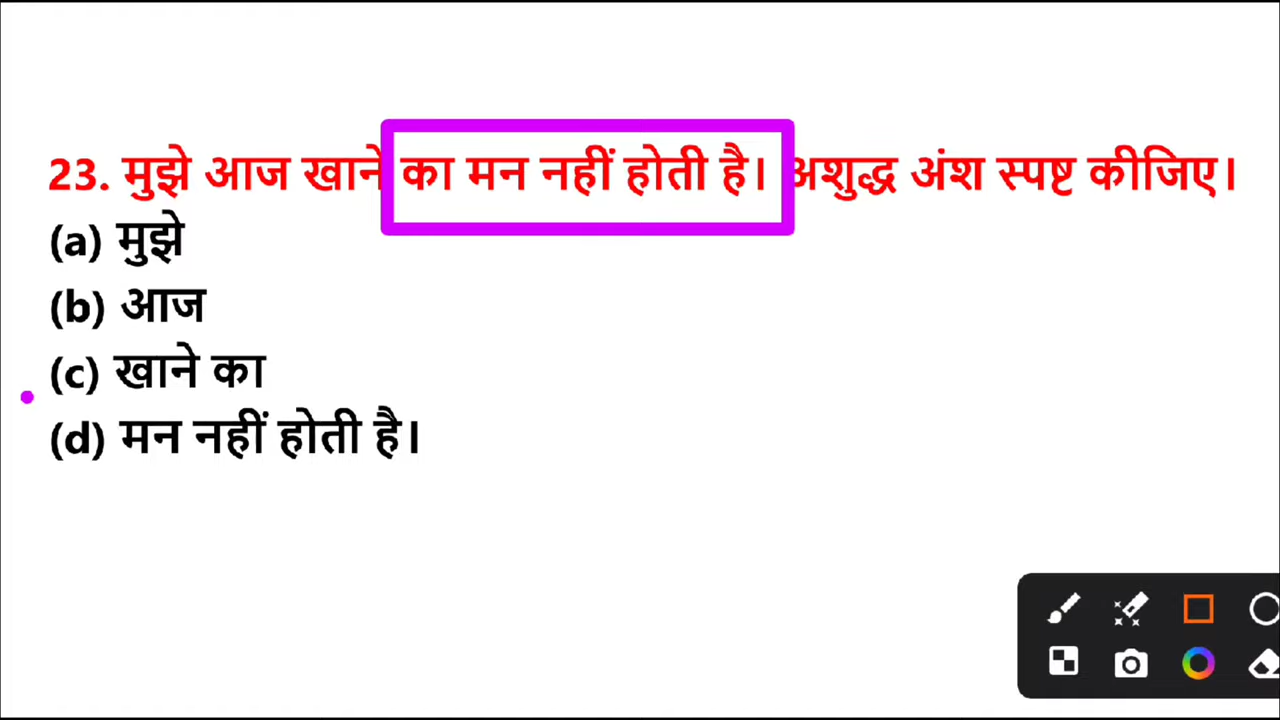 23. मुझे आज खाने का मन नहीं होती है। अशुद्ध अंश स्पष्ट कीजिए।
(a) मुझे
(b) आज
(c) खाने का
(d) मन नहीं होती है।